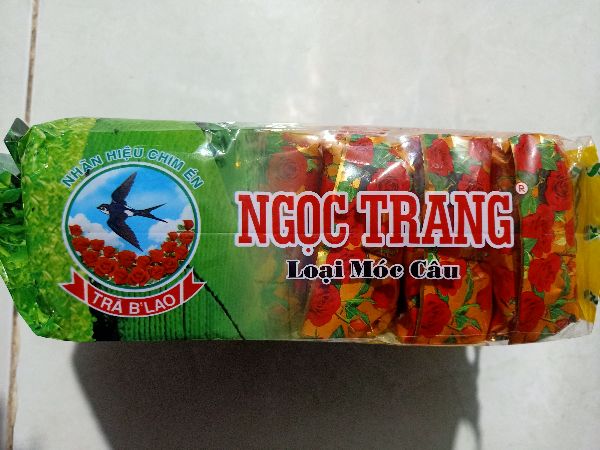 NHÃN HIỆU CHIM ÉN
TRÀ B'LAO
NGỌC TRANG ®
Loại Móc Câu